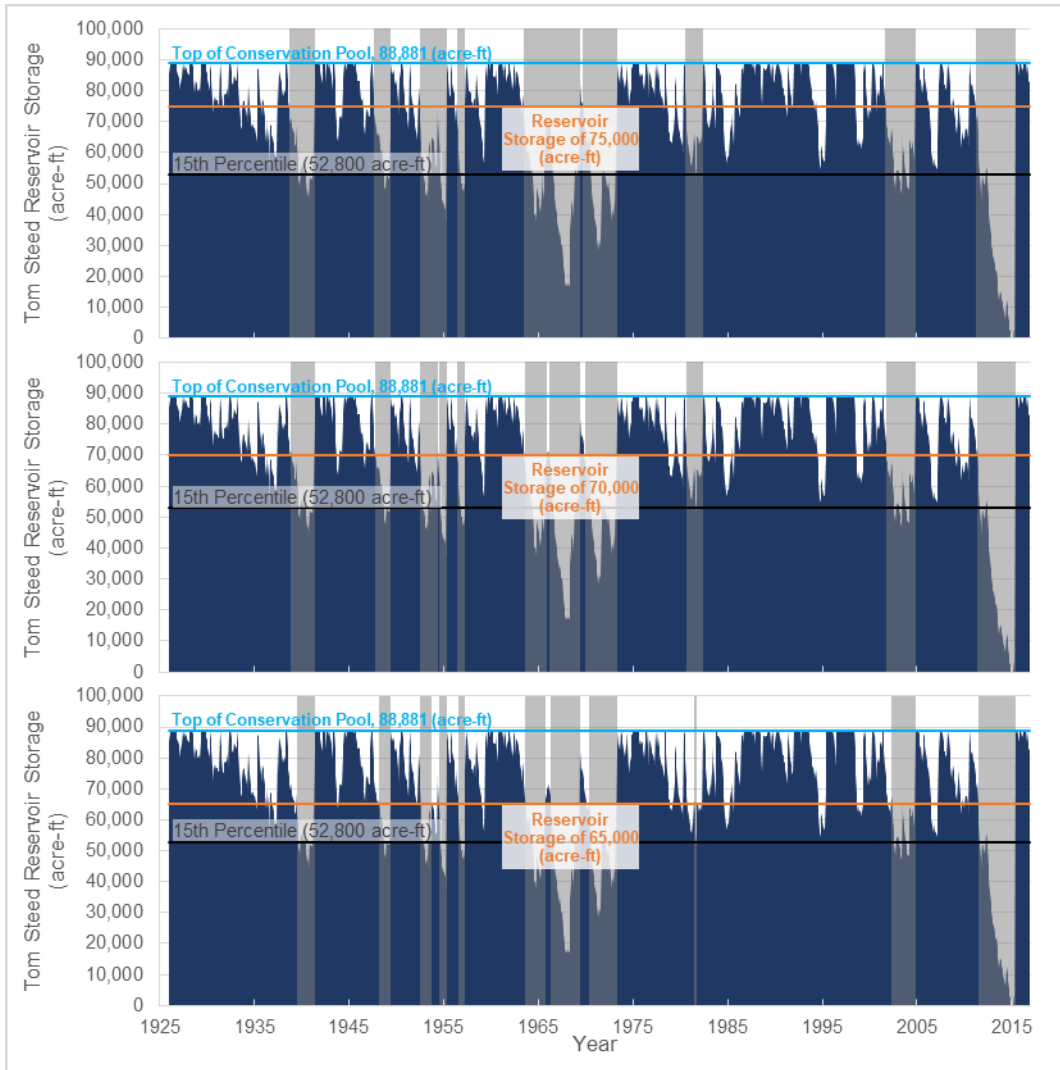 Tom Steed Reservoir Storage
(acre-ft)
100,000
90,000
80,000
70,000
60,000
50,000
40,000
30,000
20,000
10,000
0
Top of Conservation Pool, 88,881 (acre-ft)
Reservoir
Storage of 75,000
(acre-ft)
15th Percentile (52,800 acre-ft)
Tom Steed Reservoir Storage
(acre-ft)
100,000
90,000
80,000
70,000
60,000
50,000
40,000
30,000
20,000
10,000
0
Top of Conservation Pool, 88,881 (acre-ft)
Reservoir
Storage of 70,000
(acre-ft)
15th Percentile (52,800 acre-ft)
Tom Steed Reservoir Storage
(acre-ft)
100,000
90,000
80,000
70,000
60,000
50,000
40,000
30,000
20,000
10,000
0
Top of Conservation Pool, 88,881 (acre-ft)
Reservoir
Storage of 65,000
(acre-ft)
15th Percentile (52,800 acre-ft)
1925 1935 1945 1955 1965 1975 1985 1995 2005 2015
Year